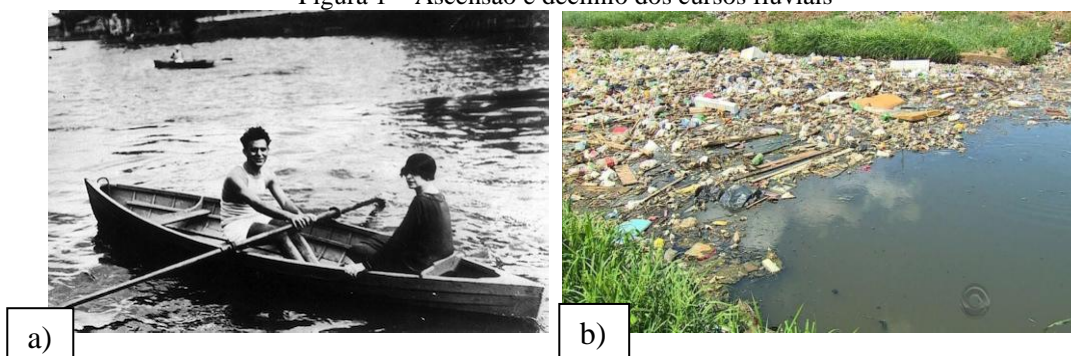 Figura 1 – Ascensão e declínio dos cursos fluviais
a)
b)